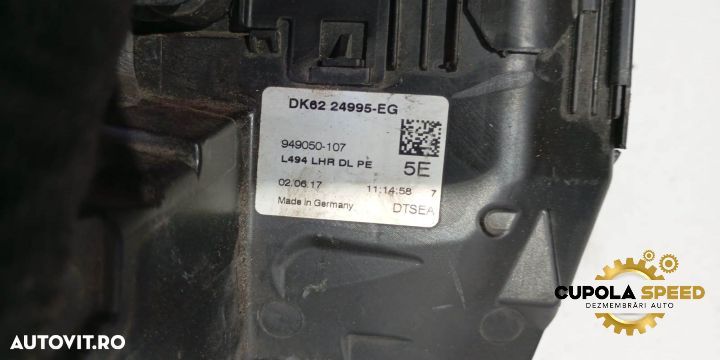 DK62 24995-EG
949050-107
L494 LHR DL PE
5E
02.06.17 11:14:58 7
Made in Germany DTSEA
CUPOLA SPEED
DEZMEMBRĂRI AUTO
AUTOVIT.RO